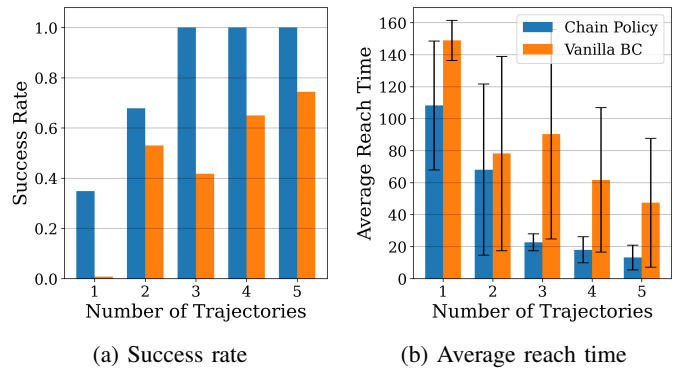 1.0
0.8
0.6
0.4
0.2
0.0
Success Rate
1 2 3 4 5
Number of Trajectories
(a) Success rate
160
140
120
100
80
60
40
20
0
Average Reach Time
Chain Policy
Vanilla BC
1 2 3 4 5
Number of Trajectories
(b) Average reach time